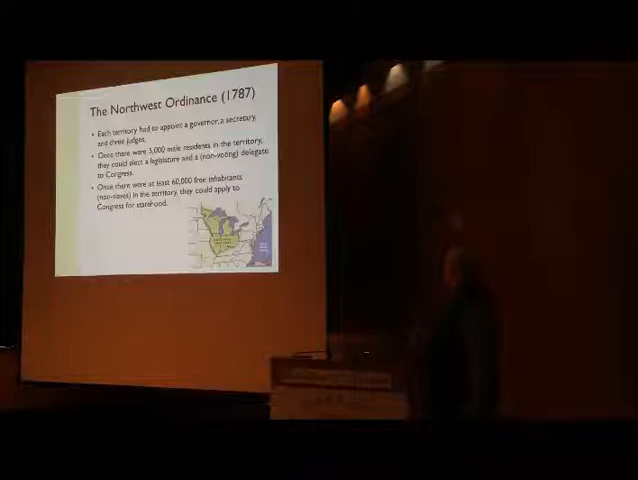 The Northwest Ordinance (1787)
• Each territory had to appoint a governor, a secretary,
and three judges.
• Once there were 5,000 male residents in the territory,
they could elect a legislature and a (non-voting) delegate
to Congress.
• Once there were at least 60,000 free inhabitants
(non-slaves) in the territory, they could apply to
Congress for statehood.